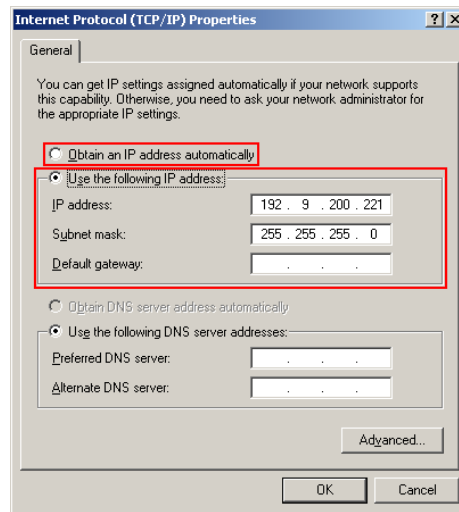 Internet Protocol (TCP/IP) Properties
? x
General
You can get IP settings assigned automatically if your network supports
this capability. Otherwise, you need to ask your network administrator for
the appropriate IP settings.
Obtain an IP address automatically
Use the following IP address:
IP address: 192 . 9 . 200 . 221
Subnet mask: 255 . 255 . 255 . 0
Default gateway: . . .
Obtain DNS server address automatically
Use the following DNS server addresses:
Preferred DNS server: . . .
Alternate DNS server: . . .
Advanced...
OK Cancel